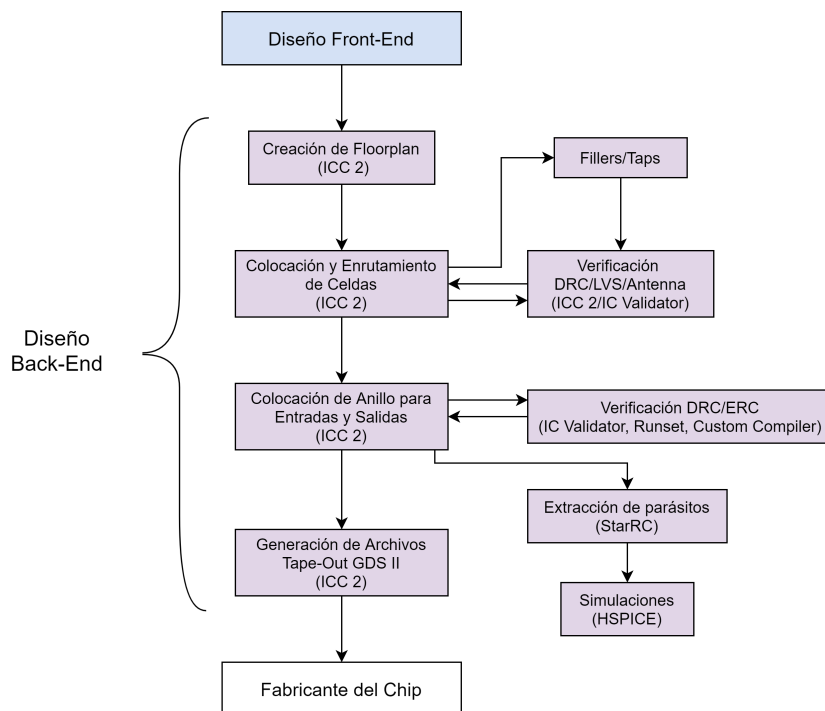 Diseño Front-End
Creación de Floorplan
(ICC 2)
Fillers/Taps
Colocación y Enrutamiento
de Celdas
(ICC 2)
Verificación
DRC/LVS/Antenna
(ICC 2/IC Validator)
Diseño
Back-End
Colocación de Anillo para
Entradas y Salidas
(ICC 2)
Verificación DRC/ERC
(IC Validator, Runset, Custom Compiler)
Extracción de parásitos
(StarRC)
Generación de Archivos
Tape-Out GDS II
(ICC 2)
Simulaciones
(HSPICE)
Fabricante del Chip